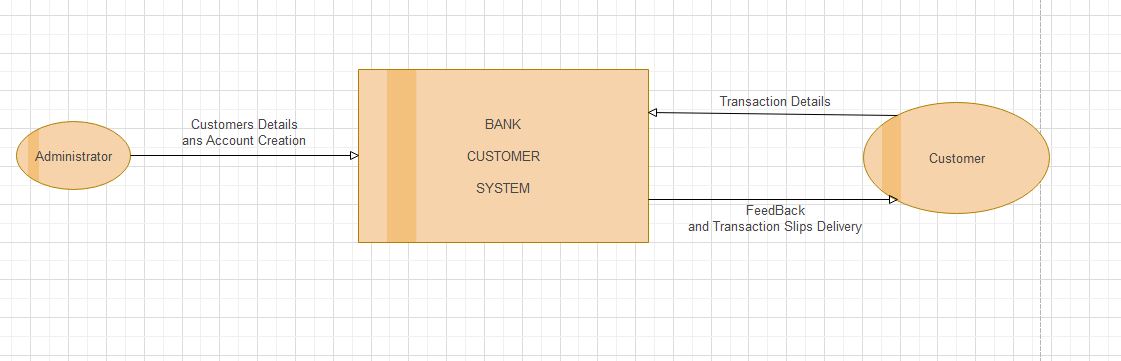 Administrator
Customers Details
ans Account Creation
BANK
CUSTOMER
SYSTEM
Transaction Details
FeedBack
and Transaction Slips Delivery
Customer